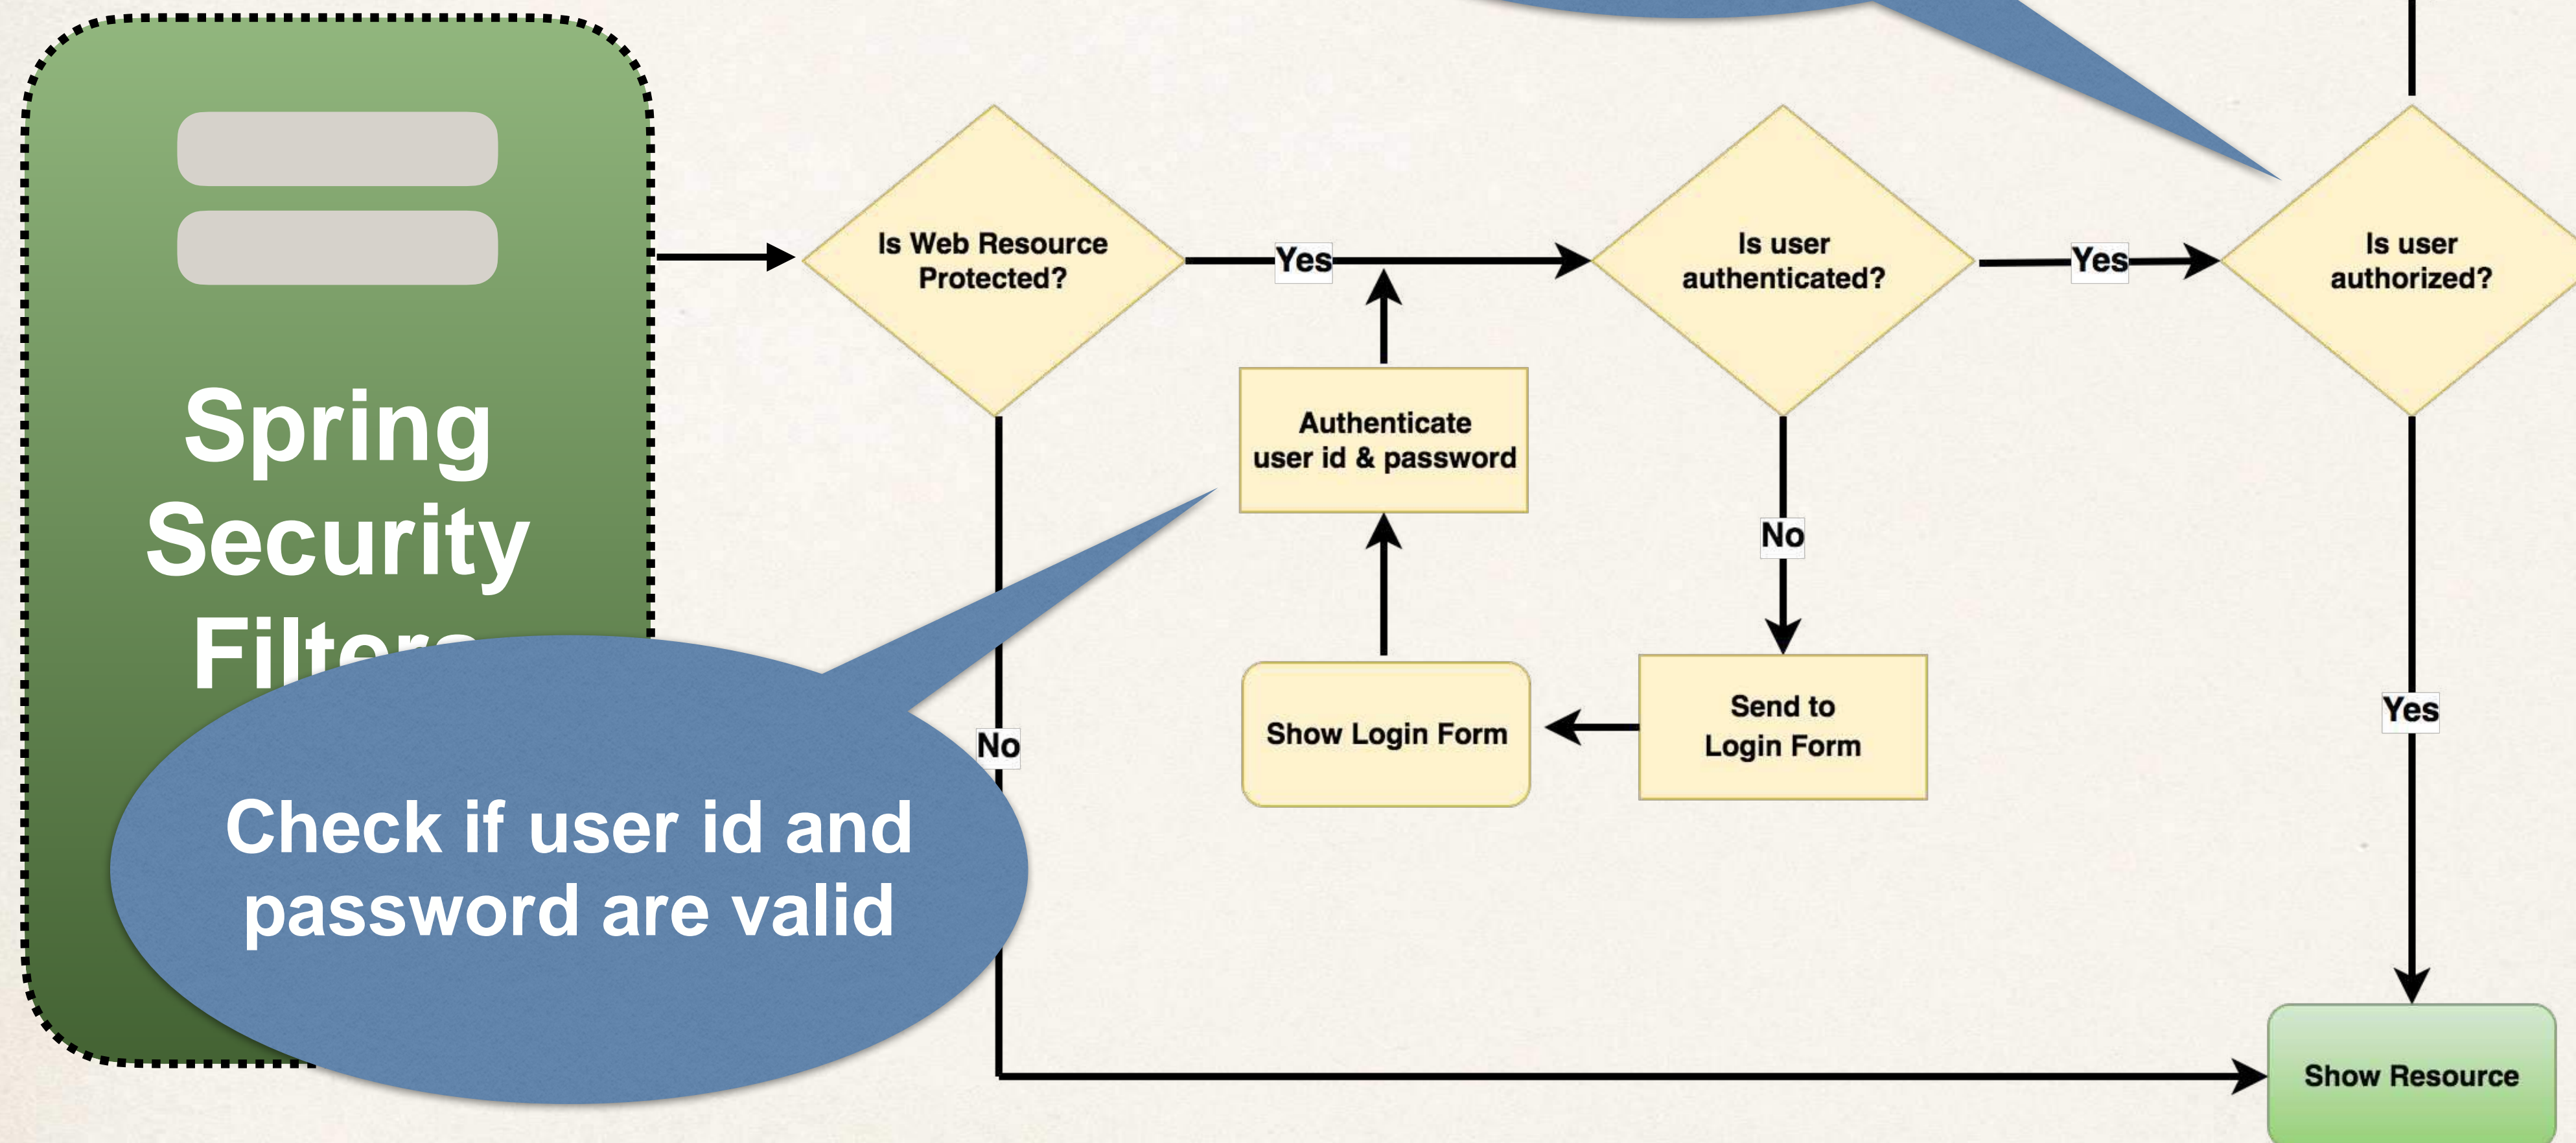 Spring
Security
Is Web Resource
Protected?
Yes
Is user
authenticated?
Yes
Is user
authorized?
Authenticate
user id & password
No
No
Show Login Form
Send to
Login Form
Yes
Check if user id and
password are valid
Show Resource